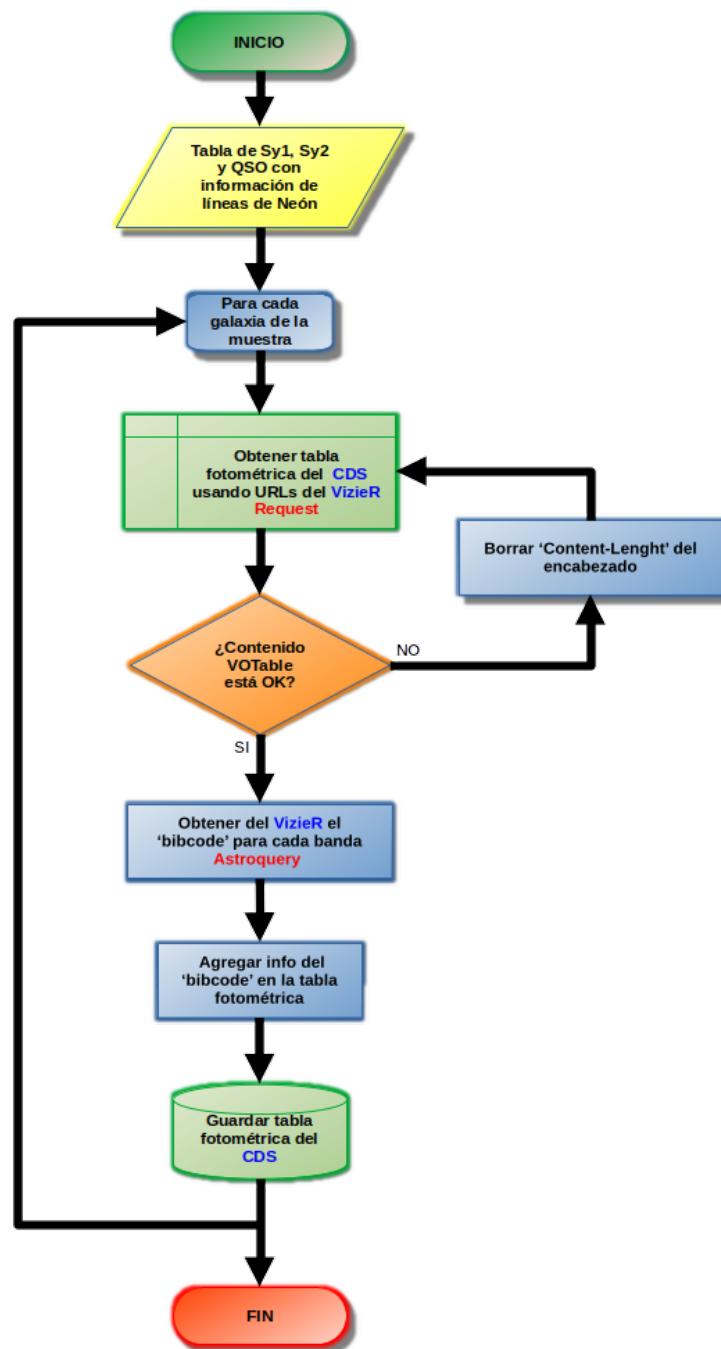 INICIO
Tabla de Sy1, Sy2
y QSO con
información de
líneas de Neón
Para cada
galaxia de la
muestra
Obtener tabla
fotométrica del CDS
usando URLs del VizieR
Request
Borrar ‘Content-Lenght’ del
encabezado
¿Contenido
VOTable
está OK?
NO
SI
Obtener del VizieR el
‘bibcode’ para cada banda
Astroquery
Agregar info del
‘bibcode’ en la tabla
fotométrica
Guardar tabla
fotométrica del
CDS
FIN